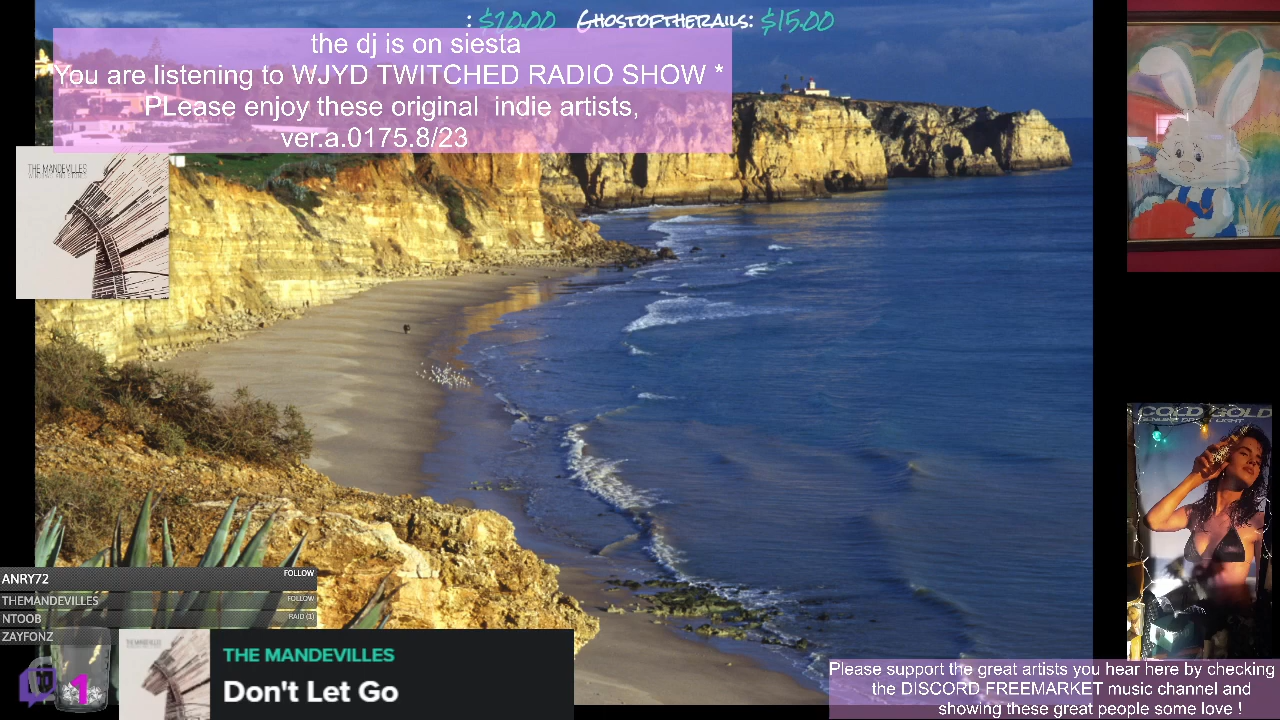 : $20.00 Ghostoftherails: $15.00
the dj is on siesta
You are listening to WJYD TWITCHED RADIO SHOW *
PLease enjoy these original indie artists,
ver.a.0175.8/23
THE MANDEVILLES
COLD GOLD
ANRY72 FOLLOW
THEMANDEVILLES FOLLOW
NTOOB RAID (1)
ZAYFONZ
1
THE MANDEVILLES
Don't Let Go
Please support the great artists you hear here by checking
the DISCORD FREEMARKET music channel and
showing these great people some love !